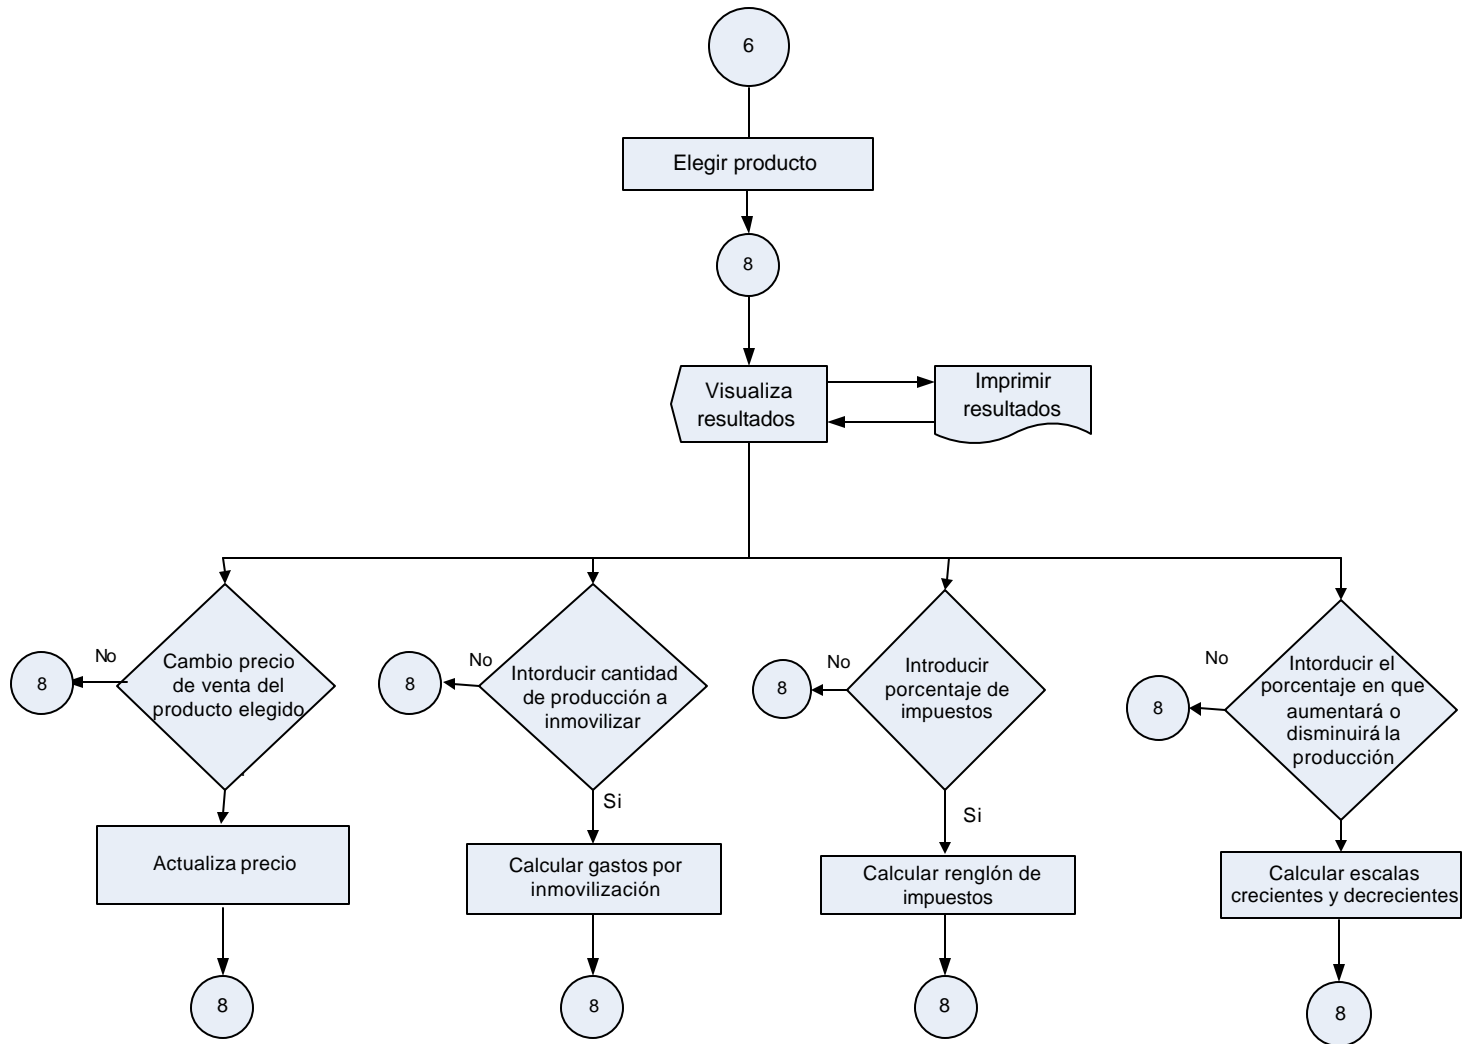 6
Elegir producto
8
Visualiza
resultados
Imprimir
resultados
No
8
Cambio precio
de venta del
producto elegido
Actualiza precio
8
No
8
Intorducir cantidad
de producción a
inmovilizar
Si
Calcular gastos por
inmovilización
8
No
8
Introducir
porcentaje de
impuestos
Si
Calcular renglón de
impuestos
8
No
8
Intorducir el
porcentaje en que
aumentará o
disminuirá la
producción
Calcular escalas
crecientes y decrecientes
8